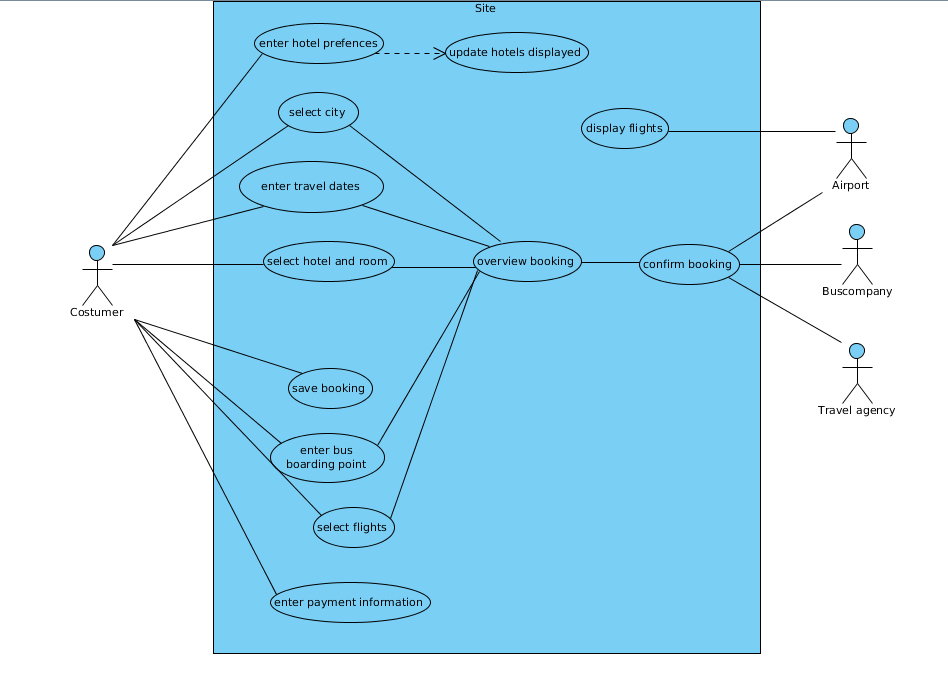 Site
enter hotel prefences
update hotels displayed
select city
display flights
enter travel dates
Airport
select hotel and room
overview booking
confirm booking
Buscompany
Costumer
save booking
Travel agency
enter bus
boarding point
select flights
enter payment information